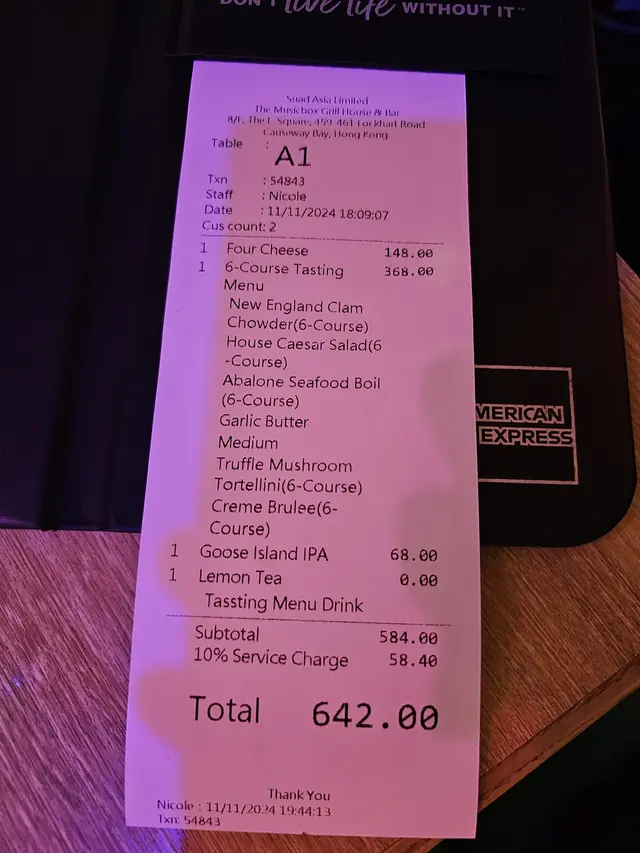 DON'T live life WITHOUT IT™
Suad Asia Limited
The Musicbox Grill House & Bar
8/F, The L. Square, 459-461 Lockhart Road
Causeway Bay, Hong Kong
Table :
A1
Txn : 54843
Staff : Nicole
Date : 11/11/2024 18:09:07
Cus count: 2
1 Four Cheese 148.00
1 6-Course Tasting 368.00
Menu
New England Clam
Chowder(6-Course)
House Caesar Salad(6
-Course)
Abalone Seafood Boil
(6-Course)
Garlic Butter
Medium
Truffle Mushroom
Tortellini(6-Course)
Creme Brulee(6-
Course)
1 Goose Island IPA 68.00
1 Lemon Tea 0.00
Tassting Menu Drink
Subtotal 584.00
10% Service Charge 58.40
Total 642.00
Thank You
Nicole : 11/11/2024 19:44:13
Txn: 54843
MERICAN
EXPRESS